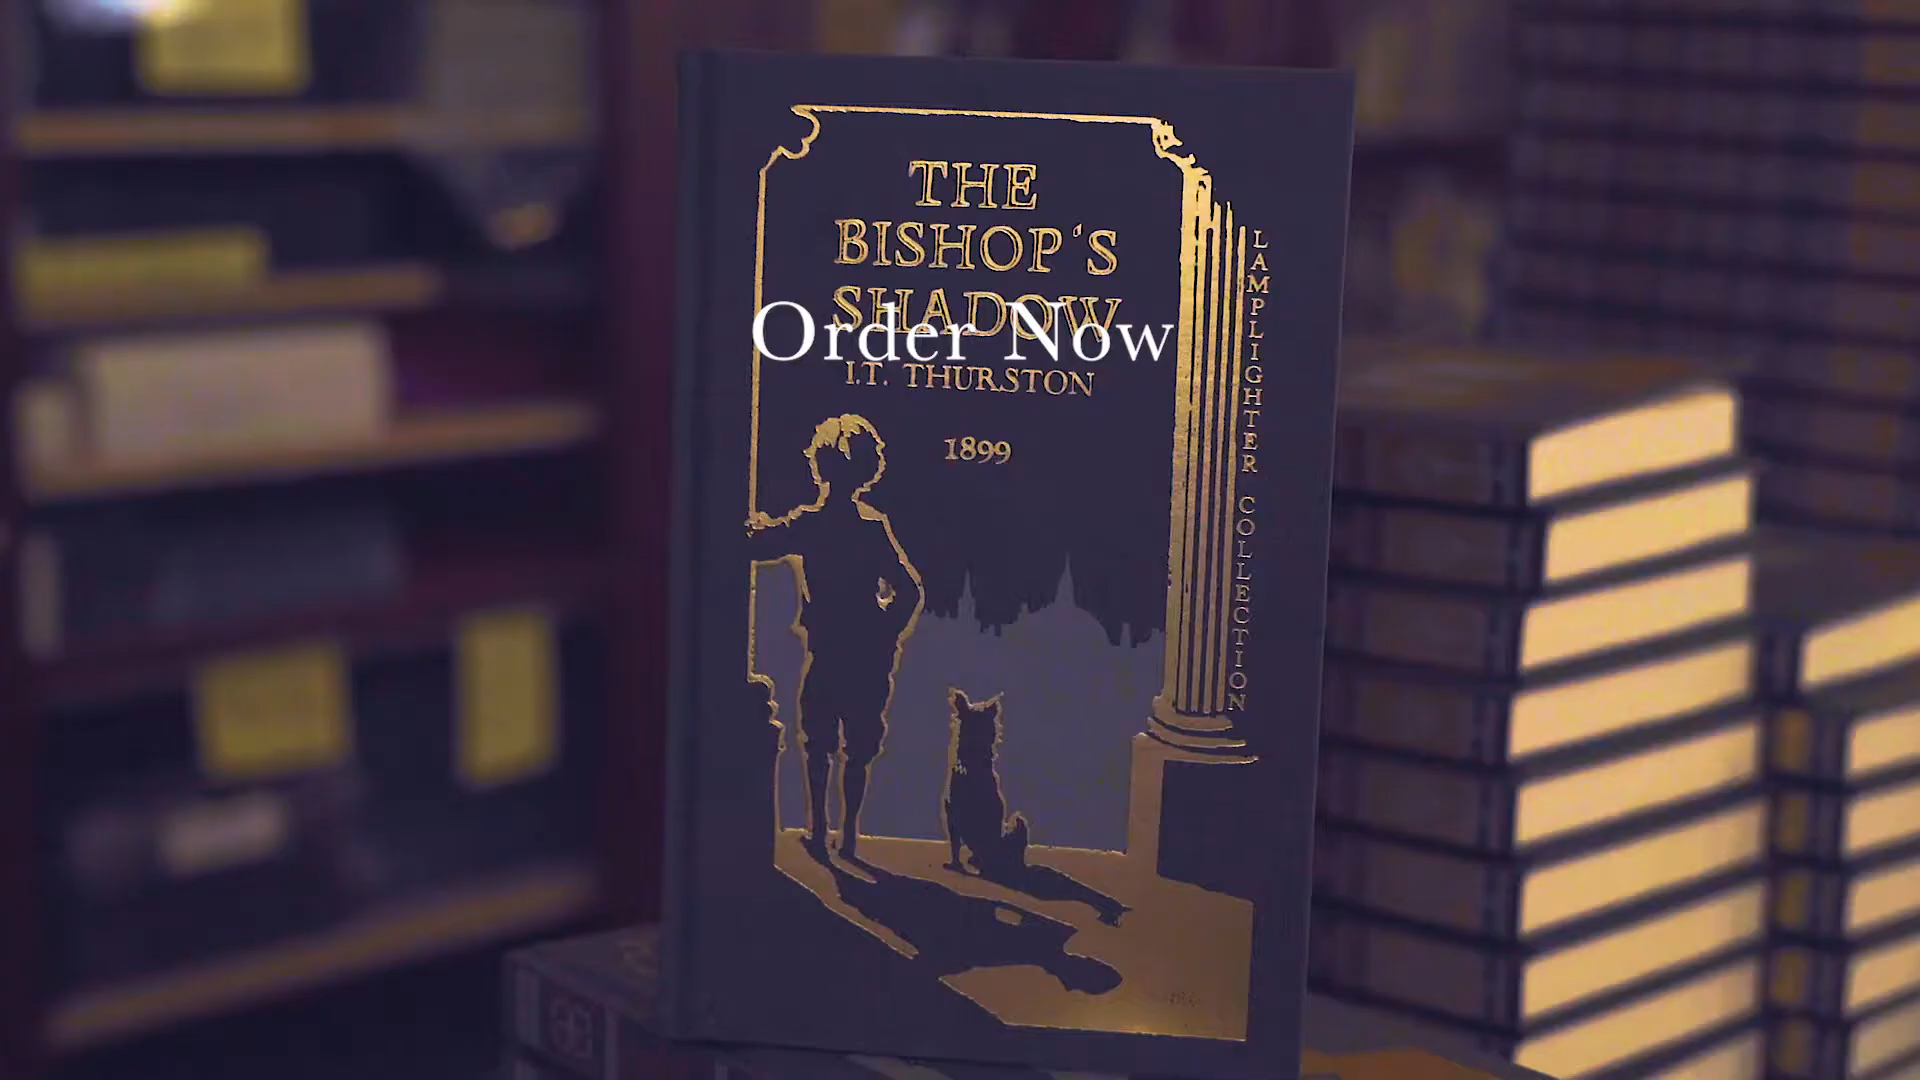 THE
BISHOP'S
SHADOW
Order Now
I.T. THURSTON
1899
LAMPLIGHTER COLLECTION